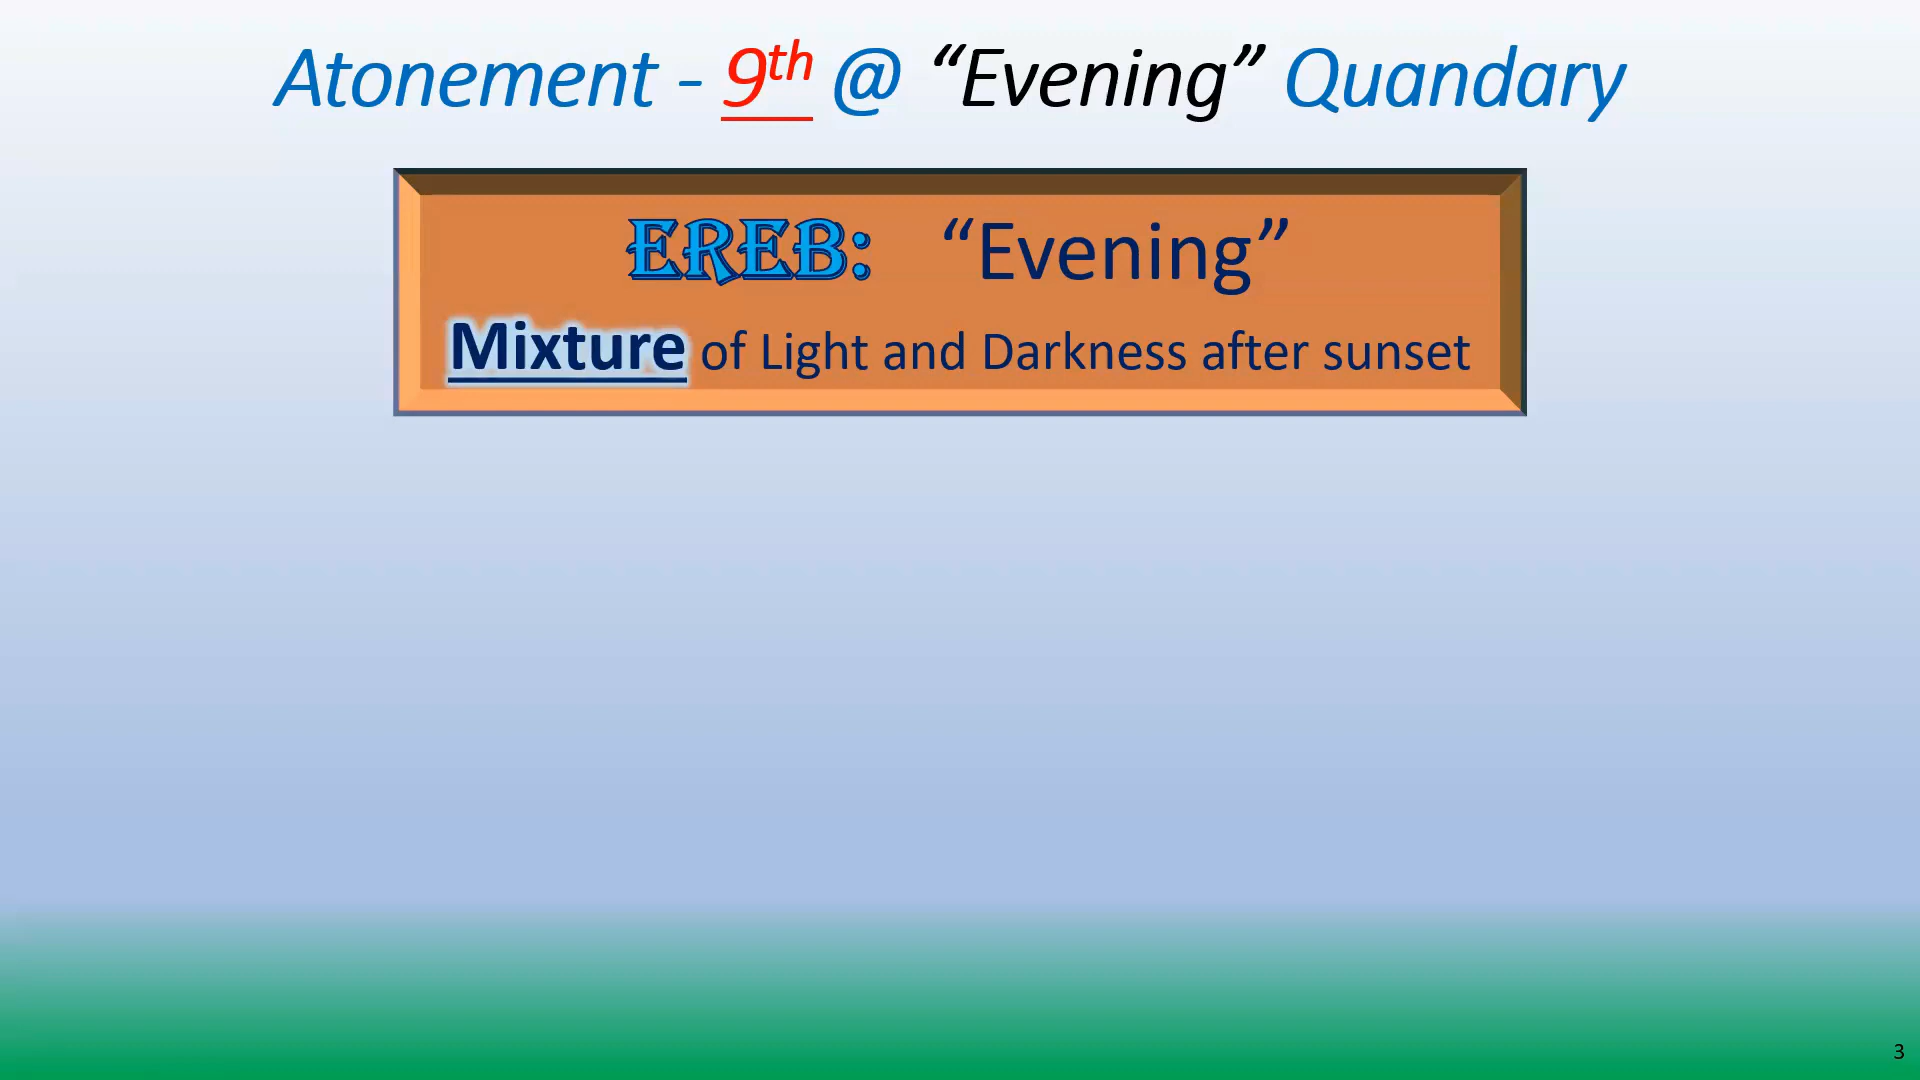 Atonement - 9th @ “Evening” Quandary
EREB: “Evening”
Mixture of Light and Darkness after sunset
3